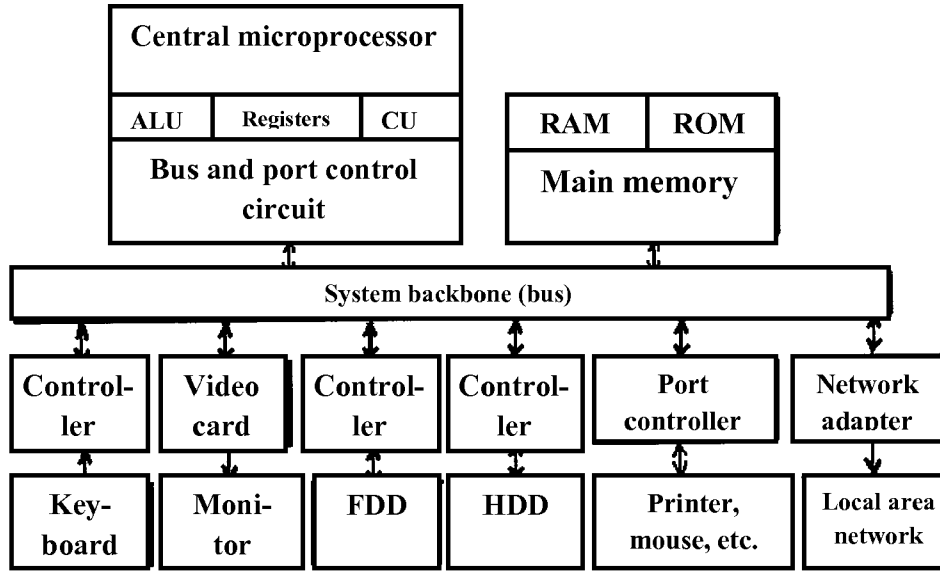 Central microprocessor
ALU
Registers
CU
Bus and port control
circuit
RAM
ROM
Main memory
System backbone (bus)
Control-
ler
Video
card
Control-
ler
Control-
ler
Port
controller
Network
adapter
Key-
board
Moni-
tor
FDD
HDD
Printer,
mouse, etc.
Local area
network